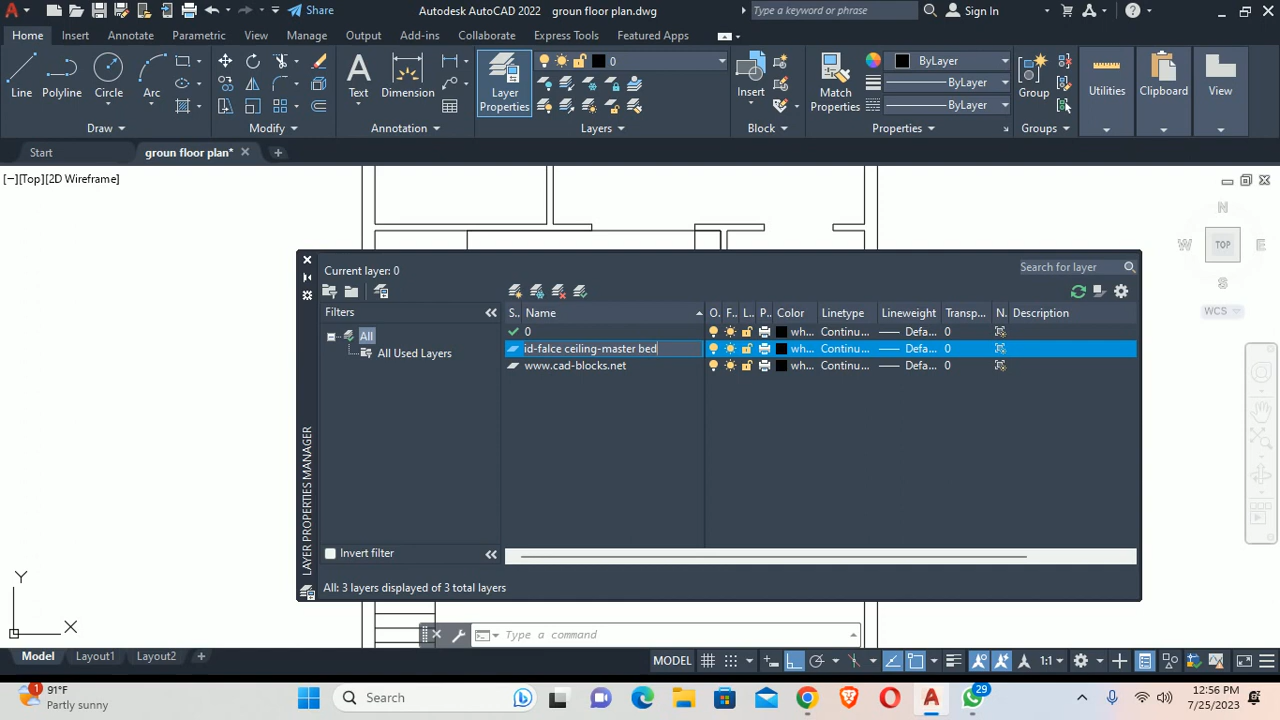 Share
Autodesk AutoCAD 2022 groun floor plan.dwg
Type a keyword or phrase
Sign In
Home Insert Annotate Parametric View Manage Output Add-ins Collaborate Express Tools Featured Apps
Line Polyline Circle Arc
Draw
Modify
Text Dimension
Annotation
Layer Properties
0
Layers
Insert
Block
Match Properties
ByLayer
ByLayer
ByLayer
Properties
Group
Groups
Utilities
Clipboard
View
Start groun floor plan*
[−][Top][2D Wireframe]
N
W TOP E
S
WCS
Current layer: 0
Search for layer
Filters
S.. Name O. F.. L.. P.. Color Linetype Lineweight Transp... N. Description
All
All Used Layers
0 wh... Continu... Defa... 0
id-falce ceiling-master bed wh... Continu... Defa... 0
www.cad-blocks.net wh... Continu... Defa... 0
Invert filter
All: 3 layers displayed of 3 total layers
LAYER PROPERTIES MANAGER
Y
X
Type a command
Model Layout1 Layout2
MODEL 1:1
1
91°F
Partly sunny
Search
29
12:56 PM
7/25/2023